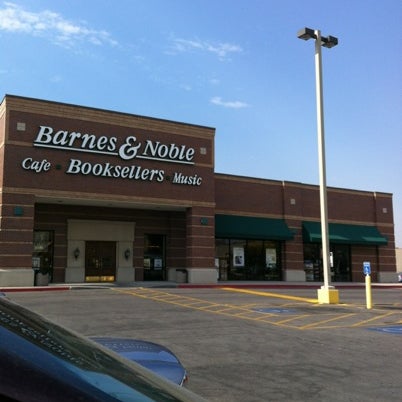 Barnes & Noble
Cafe • Booksellers • Music